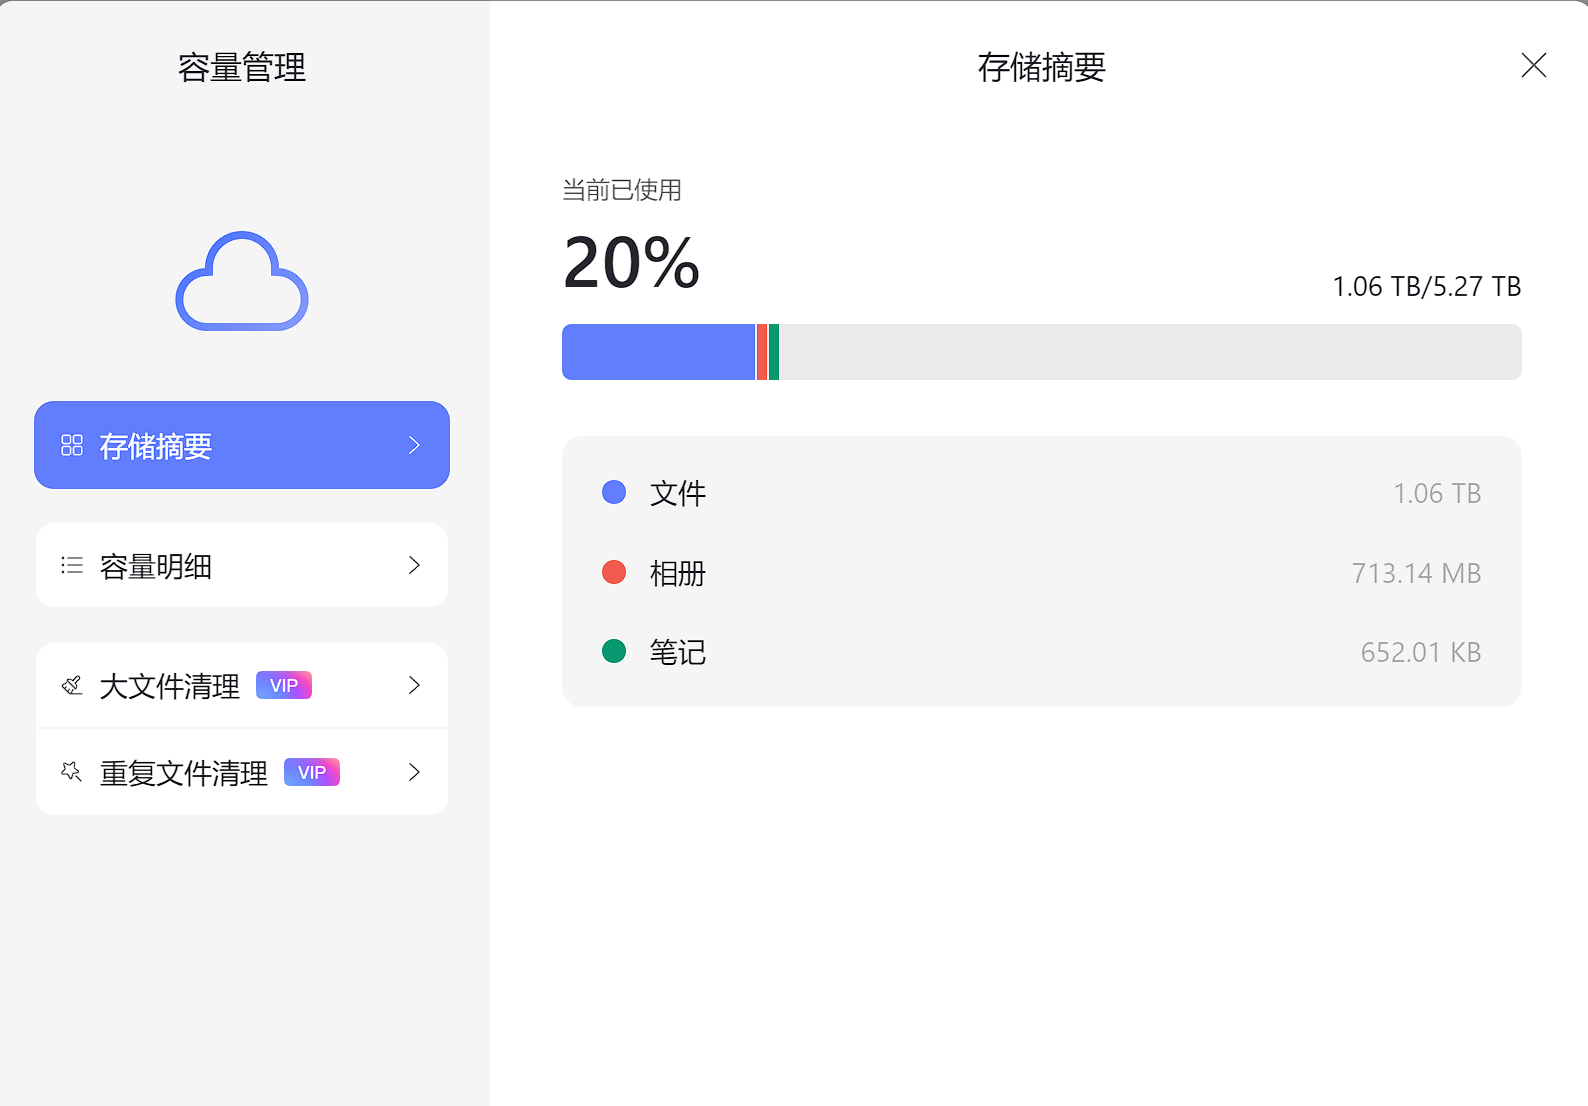 容量管理
存储摘要
容量明细
大文件清理 VIP
重复文件清理 VIP
存储摘要
当前已使用
20%
1.06 TB/5.27 TB
文件 1.06 TB
相册 713.14 MB
笔记 652.01 KB